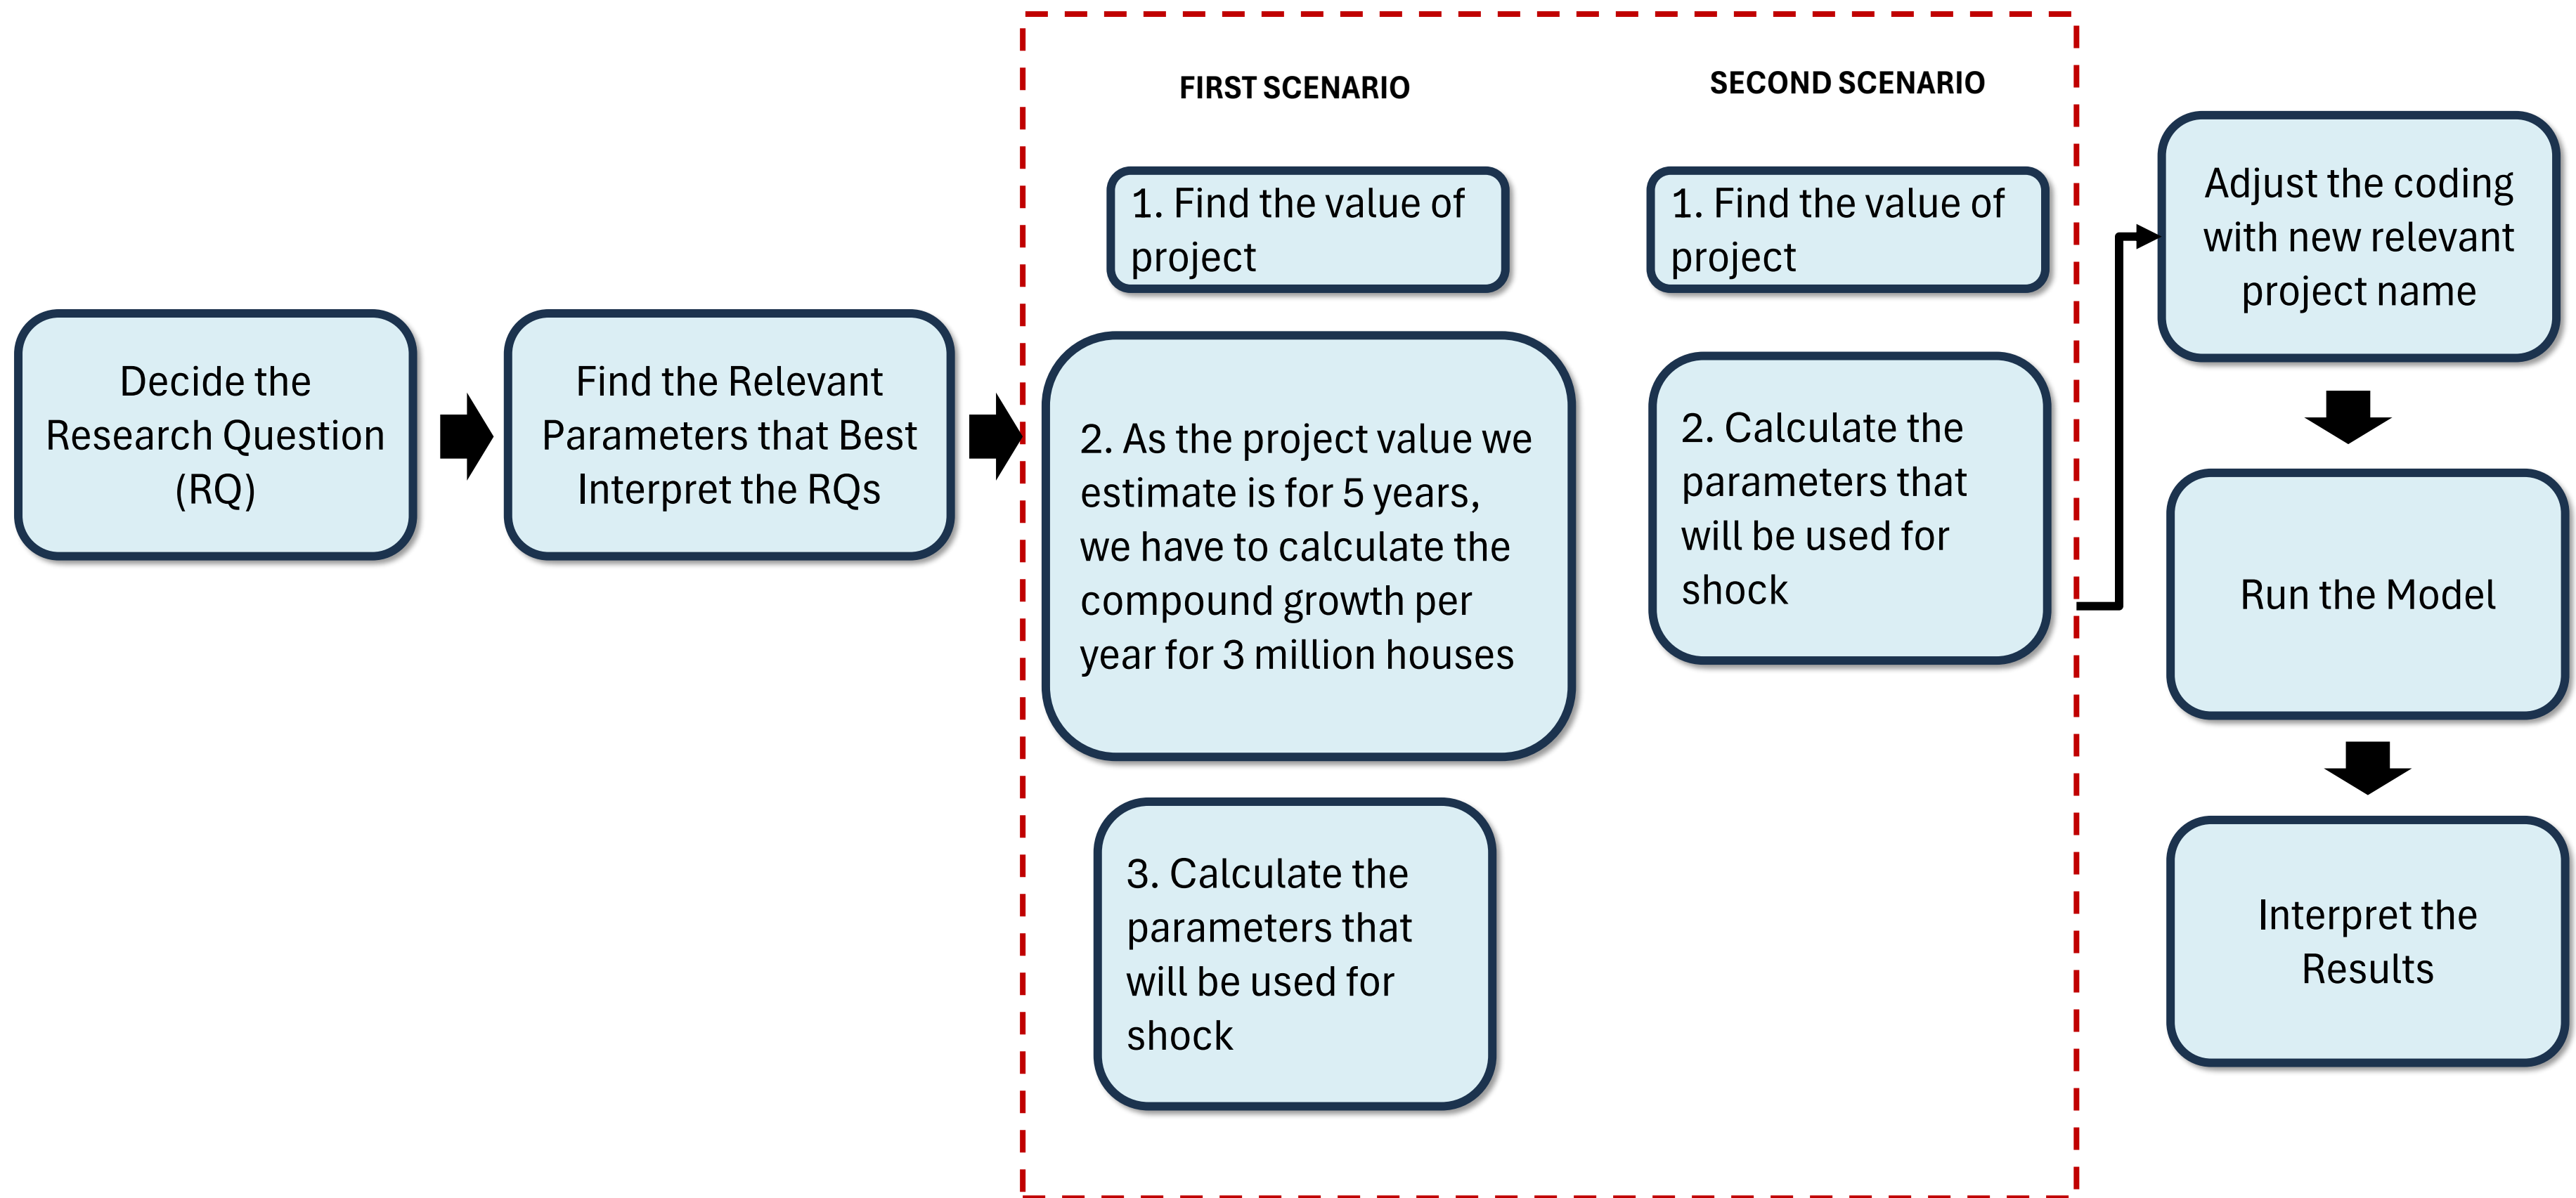 Decide the
Research Question
(RQ)
Find the Relevant
Parameters that Best
Interpret the RQs
FIRST SCENARIO
1. Find the value of
project
2. As the project value we
estimate is for 5 years,
we have to calculate the
compound growth per
year for 3 million houses
3. Calculate the
parameters that
will be used for
shock
SECOND SCENARIO
1. Find the value of
project
2. Calculate the
parameters that
will be used for
shock
Adjust the coding
with new relevant
project name
Run the Model
Interpret the
Results